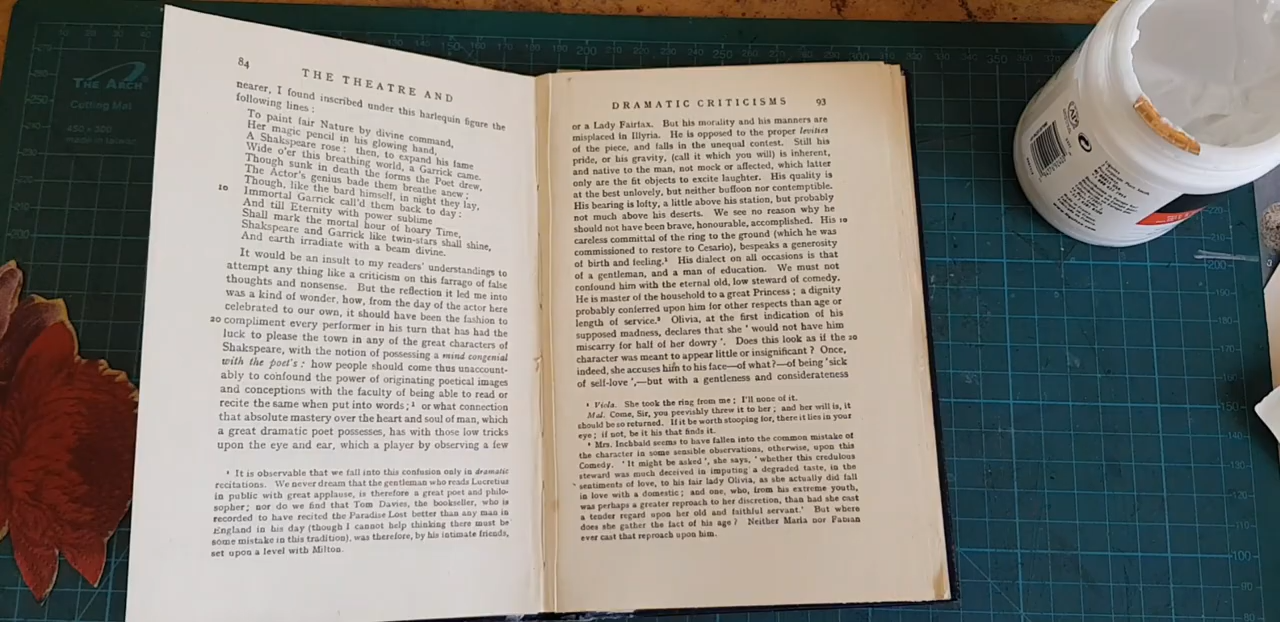 84
THE THEATRE AND
nearer, I found inscribed under this harlequin figure the
following lines:
To paint fair Nature by divine command,
Her magic pencil in his glowing hand,
A Shakspeare rose: then, to expand his fame
Wide o'er this breathing world, a Garrick came.
Though sunk in death the forms the Poet drew,
The Actor's genius bade them breathe anew;
Though, like the bard himself, in night they lay,
10 Immortal Garrick call'd them back to day:
And till Eternity with power sublime
Shall mark the mortal hour of hoary Time,
Shakspeare and Garrick like twin-stars shall shine,
And earth irradiate with a beam divine.
It would be an insult to my readers' understandings to
attempt any thing like a criticism on this farrago of false
thoughts and nonsense. But the reflection it led me into
was a kind of wonder, how, from the day of the actor here
celebrated to our own, it should have been the fashion to
20 compliment every performer in his turn that has had the
luck to please the town in any of the great characters of
Shakspeare, with the notion of possessing a mind congenial
with the poet's: how people should come thus unaccount-
ably to confound the power of originating poetical images
and conceptions with the faculty of being able to read or
recite the same when put into words;¹ or what connection
that absolute mastery over the heart and soul of man, which
a great dramatic poet possesses, has with those low tricks
upon the eye and ear, which a player by observing a few
¹ It is observable that we fall into this confusion only in dramatic
recitations. We never dream that the gentleman who reads Lucretius
in public with great applause, is therefore a great poet and philo-
sopher; nor do we find that Tom Davies, the bookseller, who is
recorded to have recited the Paradise Lost better than any man in
England in his day (though I cannot help thinking there must be
some mistake in this tradition), was therefore, by his intimate friends,
set upon a level with Milton.
DRAMATIC CRITICISMS 93
or a Lady Fairfax. But his morality and his manners are
misplaced in Illyria. He is opposed to the proper levities
of the piece, and falls in the unequal contest. Still his
pride, or his gravity, (call it which you will) is inherent,
and native to the man, not mock or affected, which latter
only are the fit objects to excite laughter. His quality is
at the best unlovely, but neither buffoon nor contemptible.
His bearing is lofty, a little above his station, but probably
not much above his deserts. We see no reason why he
should not have been brave, honourable, accomplished. His 10
careless committal of the ring to the ground (which he was
commissioned to restore to Cesario), bespeaks a generosity
of birth and feeling.¹ His dialect on all occasions is that
of a gentleman, and a man of education. We must not
confound him with the eternal old, low steward of comedy.
He is master of the household to a great Princess; a dignity
probably conferred upon him for other respects than age or
length of service.² Olivia, at the first indication of his
supposed madness, declares that she 'would not have him
miscarry for half of her dowry'. Does this look as if the 20
character was meant to appear little or insignificant? Once,
indeed, she accuses him to his face—of what?—of being 'sick
of self-love',—but with a gentleness and considerateness
¹ Viola. She took the ring from me; I'll none of it.
Mal. Come, Sir, you previshly threw it to her; and her will is, it
should be so returned. If it be worth stooping for, there it lies in your
eye; if not, be it his that finds it.
² Mrs. Inchbald seems to have fallen into the common mistake of
the character in some sensible observations, otherwise, upon this
Comedy. 'It might be asked', she says, 'whether this credulous
steward was much deceived in imputing a degraded taste, in the
sentiments of love, to his fair lady Olivia, as she actually did fall
in love with a domestic; and one, who, from his extreme youth,
was perhaps a greater reproach to her discretion, than had she cast
a tender regard upon her old and faithful servant.' But where
does she gather the fact of his age? Neither Maria nor Fabian
ever cast that reproach upon him.
THE ARCH
Cutting Mat
450 x 300
made in taiwan